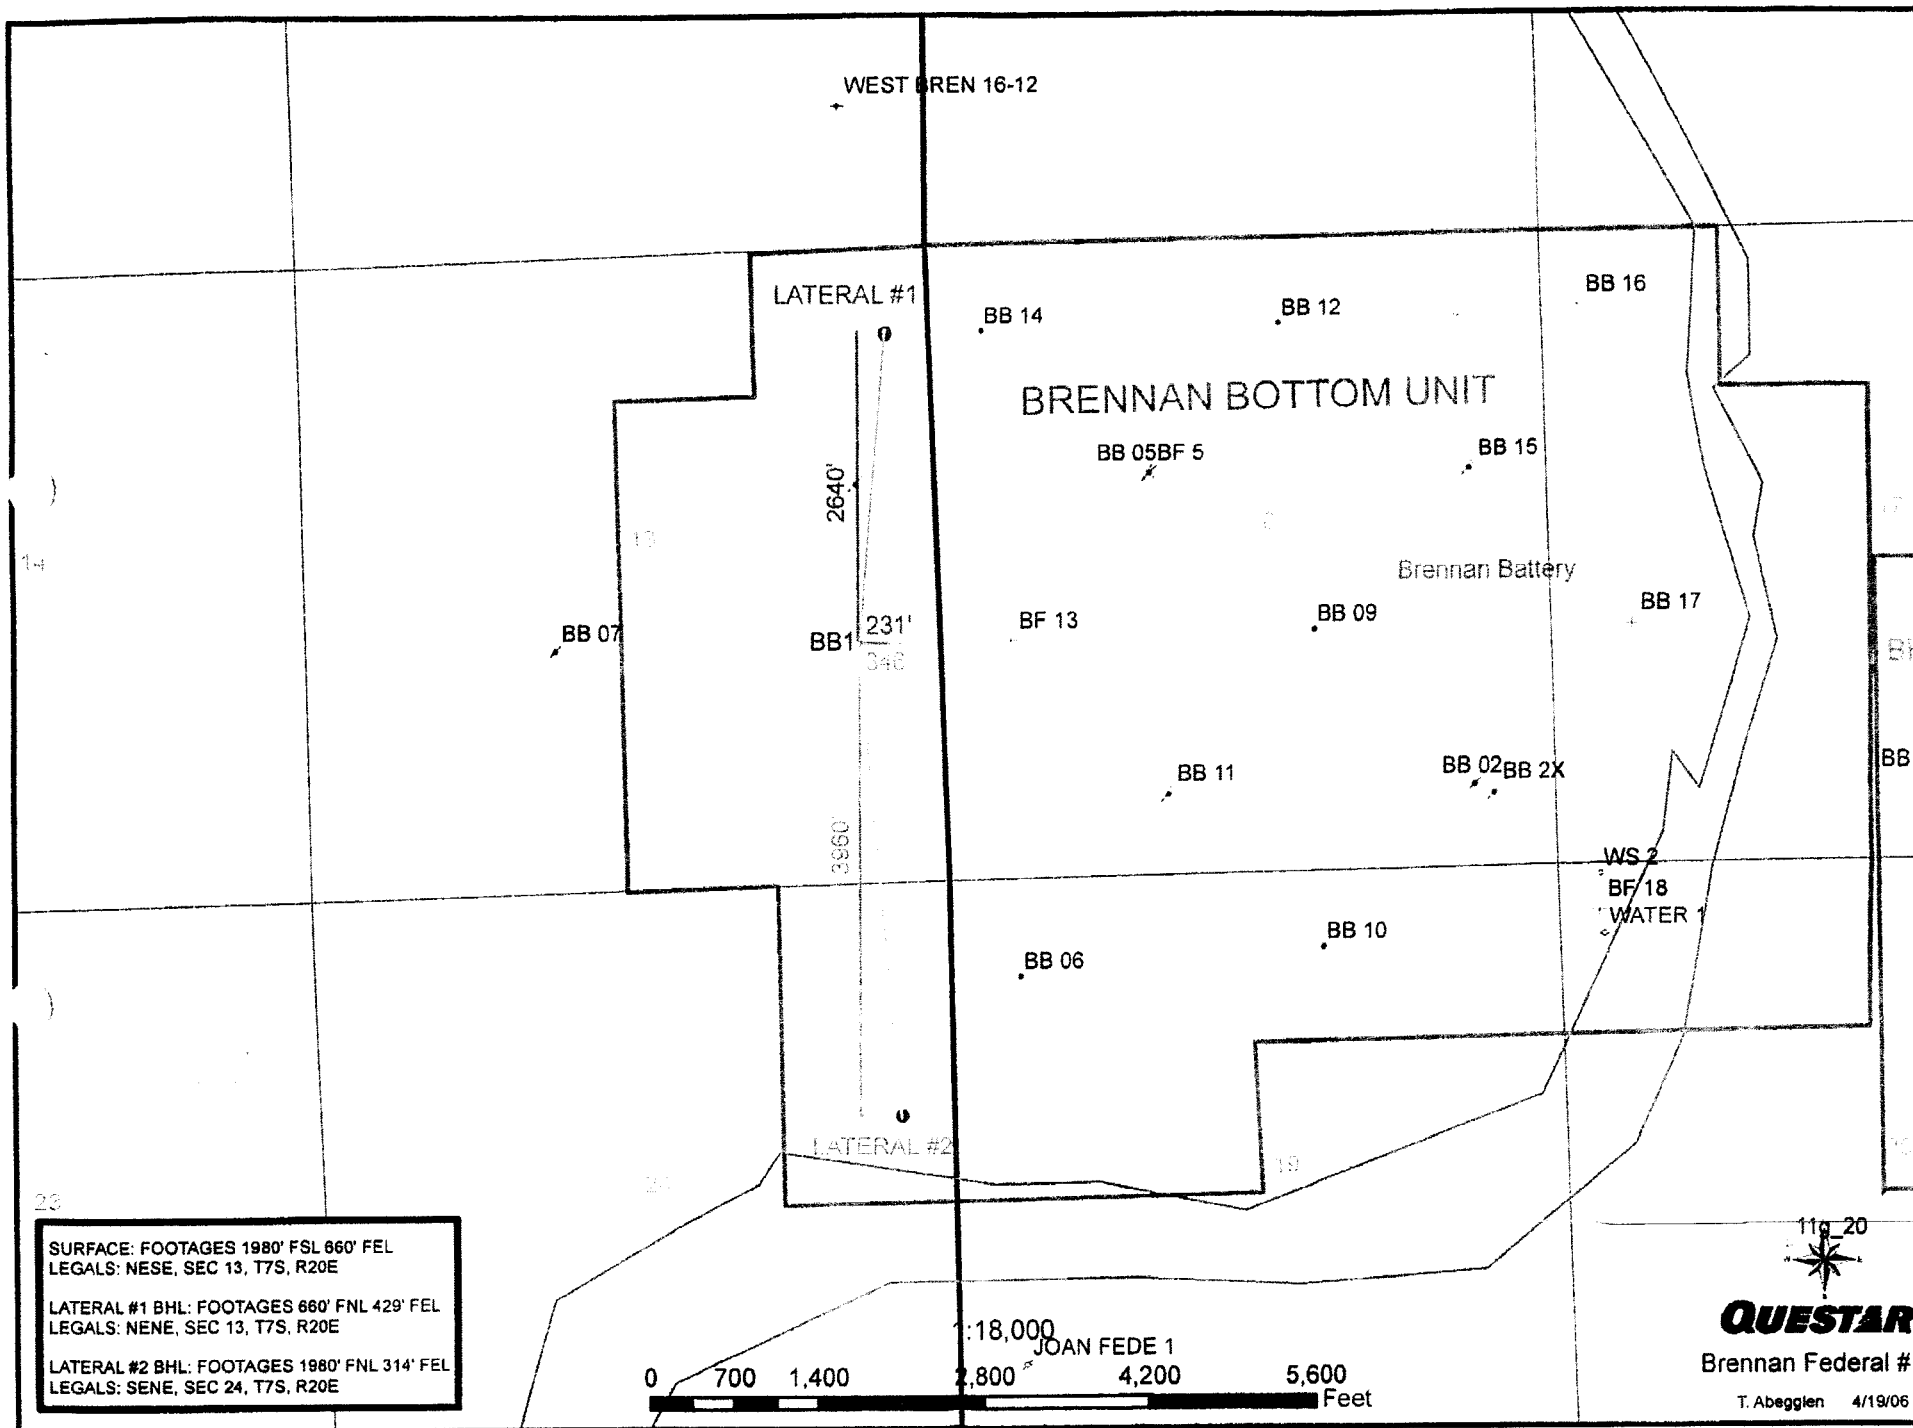 WEST BREN 16-12
BB 16
LATERAL #1
BB 14
BB 12
BRENNAN BOTTOM UNIT
BB 05BF 5
BB 15
2640'
13
14
17
Brennan Battery
BB 07
BB1
231'
346
BF 13
BB 09
BB 17
BB 11
BB 02
BB 2X
BB
3960'
WS 2
BF 18
WATER 1
BB 06
BB 10
LATERAL #2
19
24
23
SURFACE: FOOTAGES 1980' FSL 660' FEL
LEGALS: NESE, SEC 13, T7S, R20E
LATERAL #1 BHL: FOOTAGES 660' FNL 429' FEL
LEGALS: NENE, SEC 13, T7S, R20E
LATERAL #2 BHL: FOOTAGES 1980' FNL 314' FEL
LEGALS: SENE, SEC 24, T7S, R20E
1:18,000
JOAN FEDE 1
0 700 1,400 2,800 4,200 5,600
Feet
QUESTAR
Brennan Federal #
T. Abegglen 4/19/06